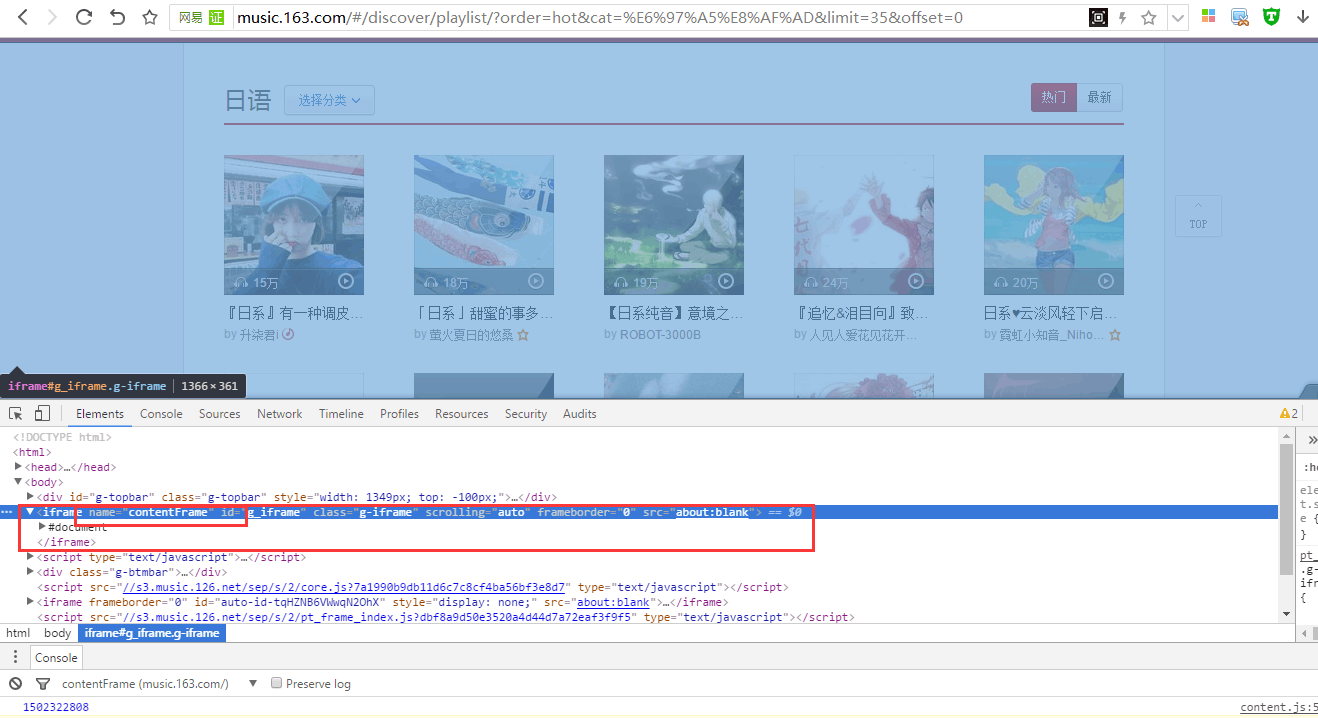 网易 证 music.163.com/#/discover/playlist/?order=hot&cat=%E6%97%A5%E8%AF%AD&limit=35&offset=0
日语 选择分类 热门 最新
TOP
15万 18万 19万 24万 20万
『日系』有一种调皮... 「日系」甜蜜的事多... 【日系纯音】意境之... 『追忆&泪目向』致... 日系♥云淡风轻下启...
by 升柒君i by 萤火夏日的悠桑 by ROBOT-3000B by 人见人爱花见花开... by 霓虹小知音_Niho...
iframe#g_iframe.g-iframe 1366 × 361
Elements Console Sources Network Timeline Profiles Resources Security Audits 2
<!DOCTYPE html>
<html>
<head>…</head>
<body>
<div id="g-topbar" class="g-topbar" style="width: 1349px; top: -100px;">…</div>
<iframe name="contentFrame" id="g_iframe" class="g-iframe" scrolling="auto" frameborder="0" src="about:blank"> == $0
#document
</iframe>
<script type="text/javascript">…</script>
<div class="g-btmbar">…</div>
<script src="//s3.music.126.net/sep/s/2/core.js?7a1990b9db11d6c7c8cf4ba56bf3e8d7" type="text/javascript"></script>
<iframe frameborder="0" id="auto-id-tqHZNB6VWwqN2OhX" style="display: none;" src="about:blank">…</iframe>
<script src="//s3.music.126.net/sep/s/2/pt_frame_index.js?dbf8a9d50e3520a4d44d7a72eaf3f9f5" type="text/javascript"></script>
:ho
ele
t.s
e {
}
pt_
.g-
ifr
{
html body iframe#g_iframe.g-iframe
Console
contentFrame (music.163.com/) Preserve log
1502322808 content.js:5